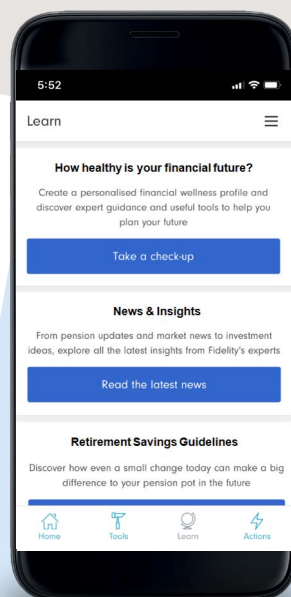 5:52
Learn
How healthy is your financial future?
Create a personalised financial wellness profile and
discover expert guidance and useful tools to help you
plan your future
Take a check-up
News & Insights
From pension updates and market news to investment
ideas, explore all the latest insights from Fidelity's experts
Read the latest news
Retirement Savings Guidelines
Discover how even a small change today can make a big
difference to your pension pot in the future
Home Tools Learn Actions